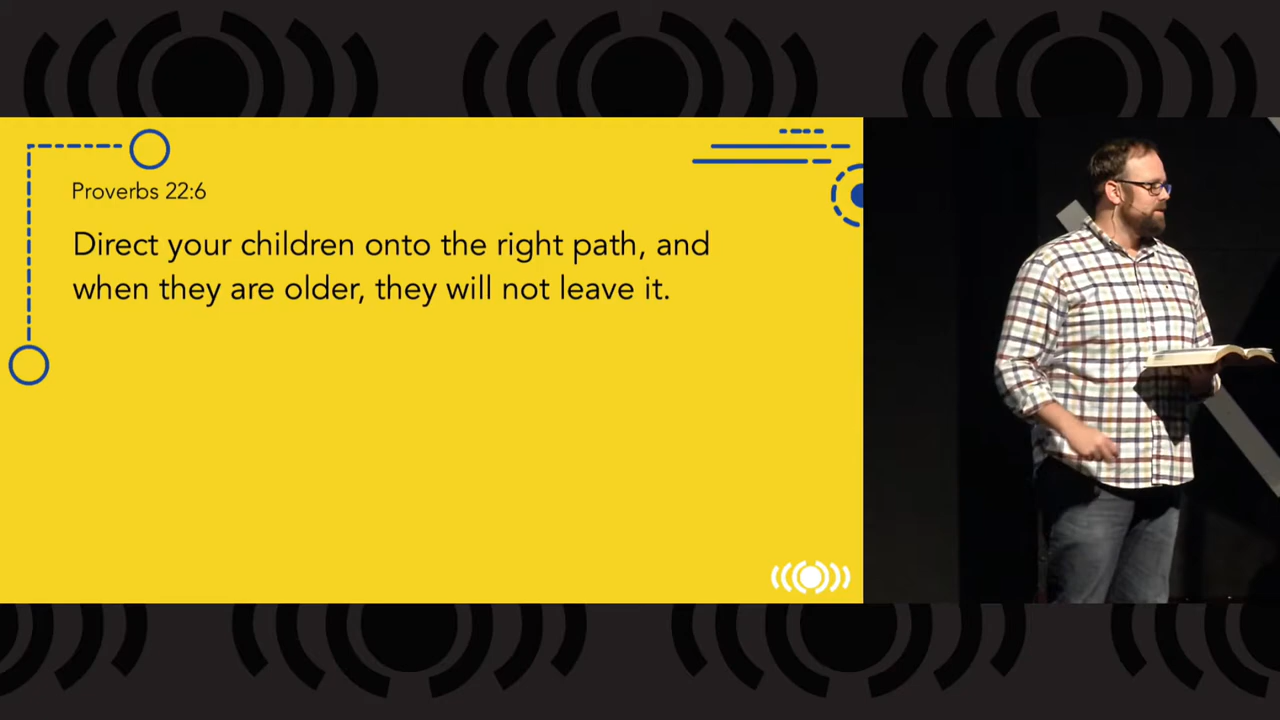 Proverbs 22:6
Direct your children onto the right path, and
when they are older, they will not leave it.